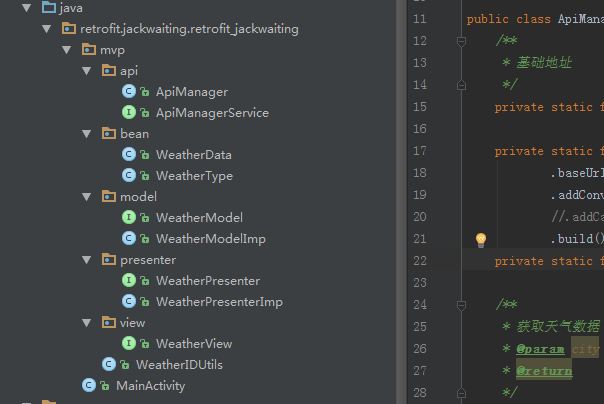 java
retrofit.jackwaiting.retrofit_jackwaiting
mvp
api
C ApiManager
I ApiManagerService
bean
C WeatherData
C WeatherType
model
I WeatherModel
C WeatherModelImp
presenter
I WeatherPresenter
C WeatherPresenterImp
view
I WeatherView
C WeatherIDUtils
C MainActivity
11 public class ApiMana
12 /**
13 * 基础地址
14 */
15 private static f
16
17 private static f
18 .baseUrl
19 .addConv
20 //.addCa
21 .build()
22 private static f
23
24 /**
25 * 获取天气数据
26 * @param city
27 * @return
28 */